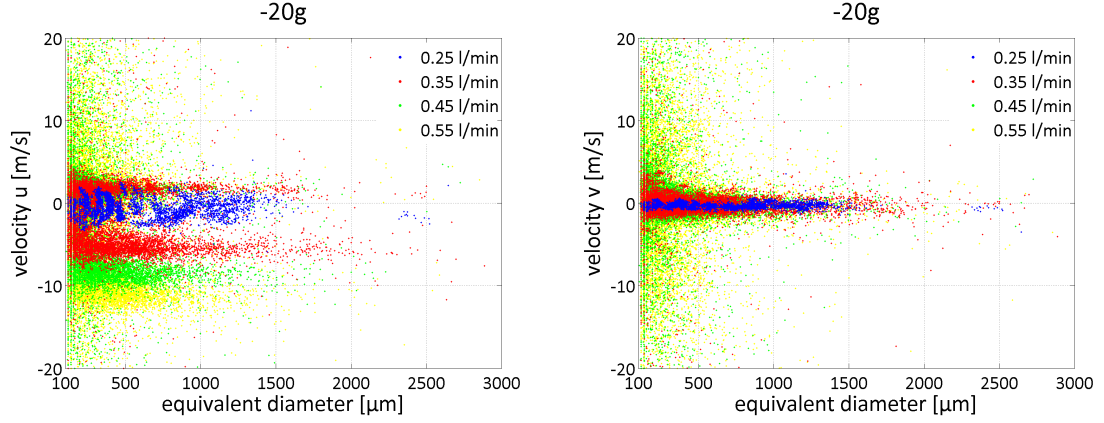 -20g
20
10
0
-10
-20
velocity u [m/s]
0.25 l/min
0.35 l/min
0.45 l/min
0.55 l/min
100 500 1000 1500 2000 2500 3000
equivalent diameter [µm]
-20g
20
10
0
-10
-20
velocity v [m/s]
0.25 l/min
0.35 l/min
0.45 l/min
0.55 l/min
100 500 1000 1500 2000 2500 3000
equivalent diameter [µm]